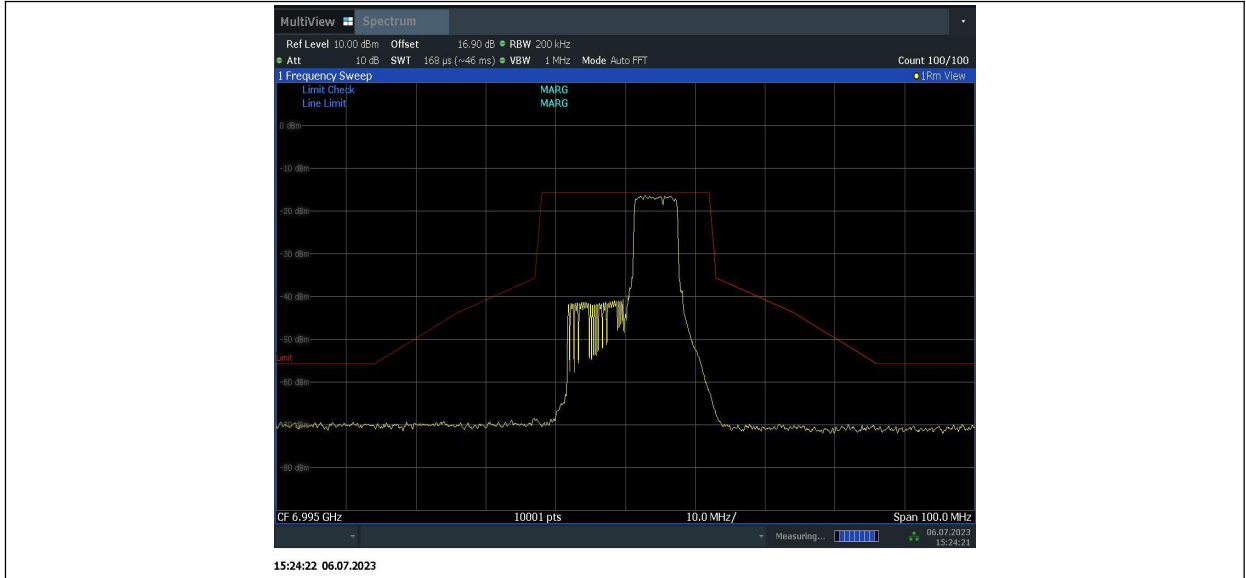 MultiView Spectrum
Ref Level 10.00 dBm Offset 16.90 dB RBW 200 kHz
Att 10 dB SWT 168 µs (~46 ms) VBW 1 MHz Mode Auto FFT Count 100/100
1 Frequency Sweep 1Rm View
Limit Check MARG
Line Limit MARG
0 dBm
-10 dBm
-20 dBm
-30 dBm
-40 dBm
-50 dBm
Limit
-60 dBm
-80 dBm
CF 6.995 GHz 10001 pts 10.0 MHz/ Span 100.0 MHz
Measuring... 06.07.2023
15:24:21
15:24:22 06.07.2023